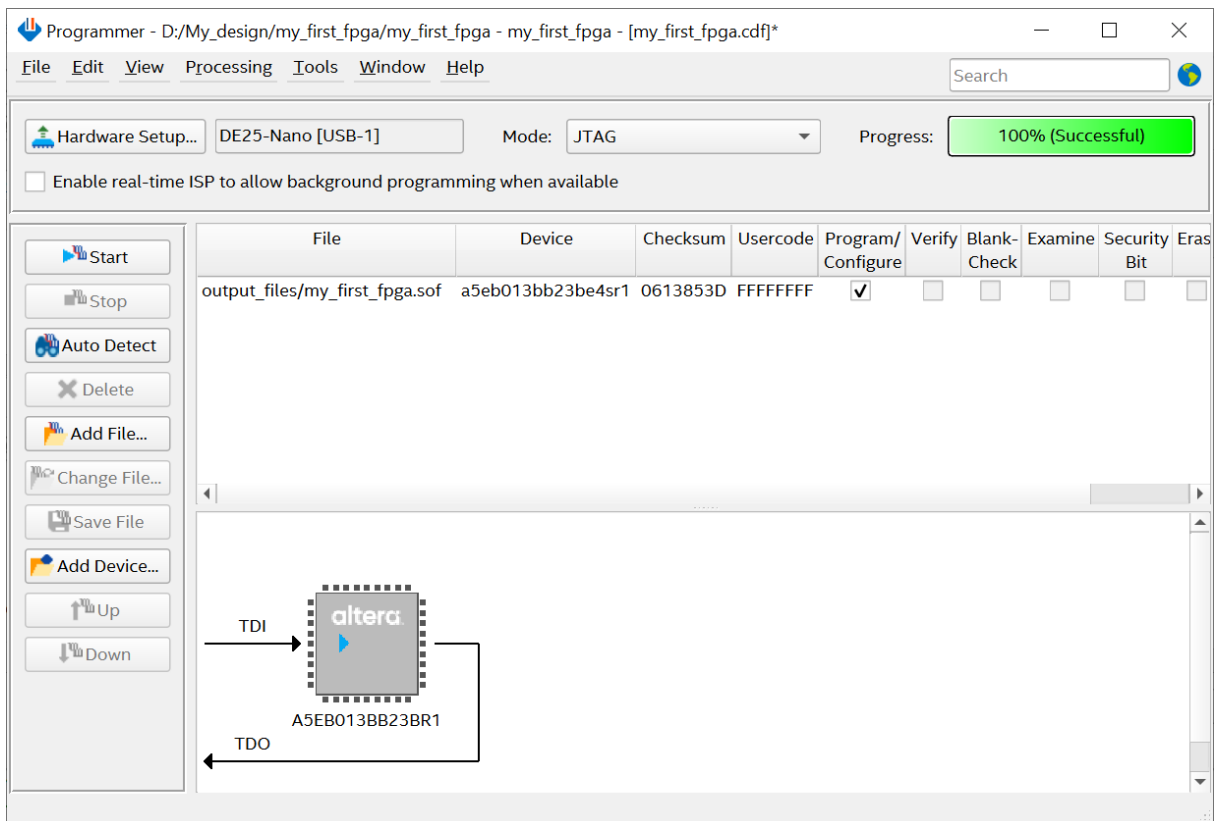 Programmer - D:/My_design/my_first_fpga/my_first_fpga - my_first_fpga - [my_first_fpga.cdf]*
File Edit View Processing Tools Window Help
Search
Hardware Setup... DE25-Nano [USB-1] Mode: JTAG Progress: 100% (Successful)
Enable real-time ISP to allow background programming when available
Start
Stop
Auto Detect
Delete
Add File...
Change File...
Save File
Add Device...
Up
Down
File Device Checksum Usercode Program/ Verify Blank- Examine Security Eras
Configure Check Bit
output_files/my_first_fpga.sof a5eb013bb23be4sr1 0613853D FFFFFFFF
altera
TDI
A5EB013BB23BR1
TDO